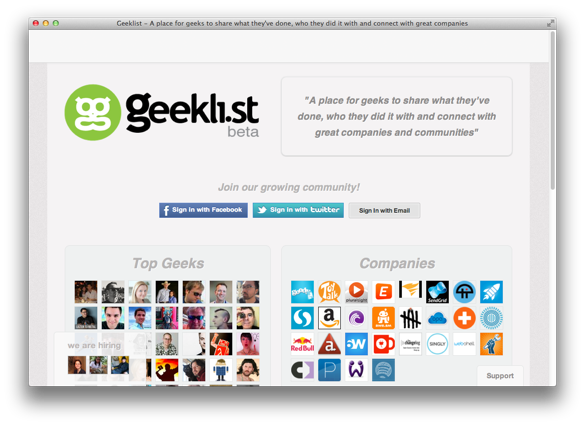 Geeklist – A place for geeks to share what they've done, who they did it with and connect with great companies
geekli.st
beta
"A place for geeks to share what they've
done, who they did it with and connect with
great companies and communities"
Join our growing community!
Sign in with Facebook
Sign in with twitter
Sign In with Email
Top Geeks
Companies
SendGrid
Red Bull
SINGLY
we are hiring
Support